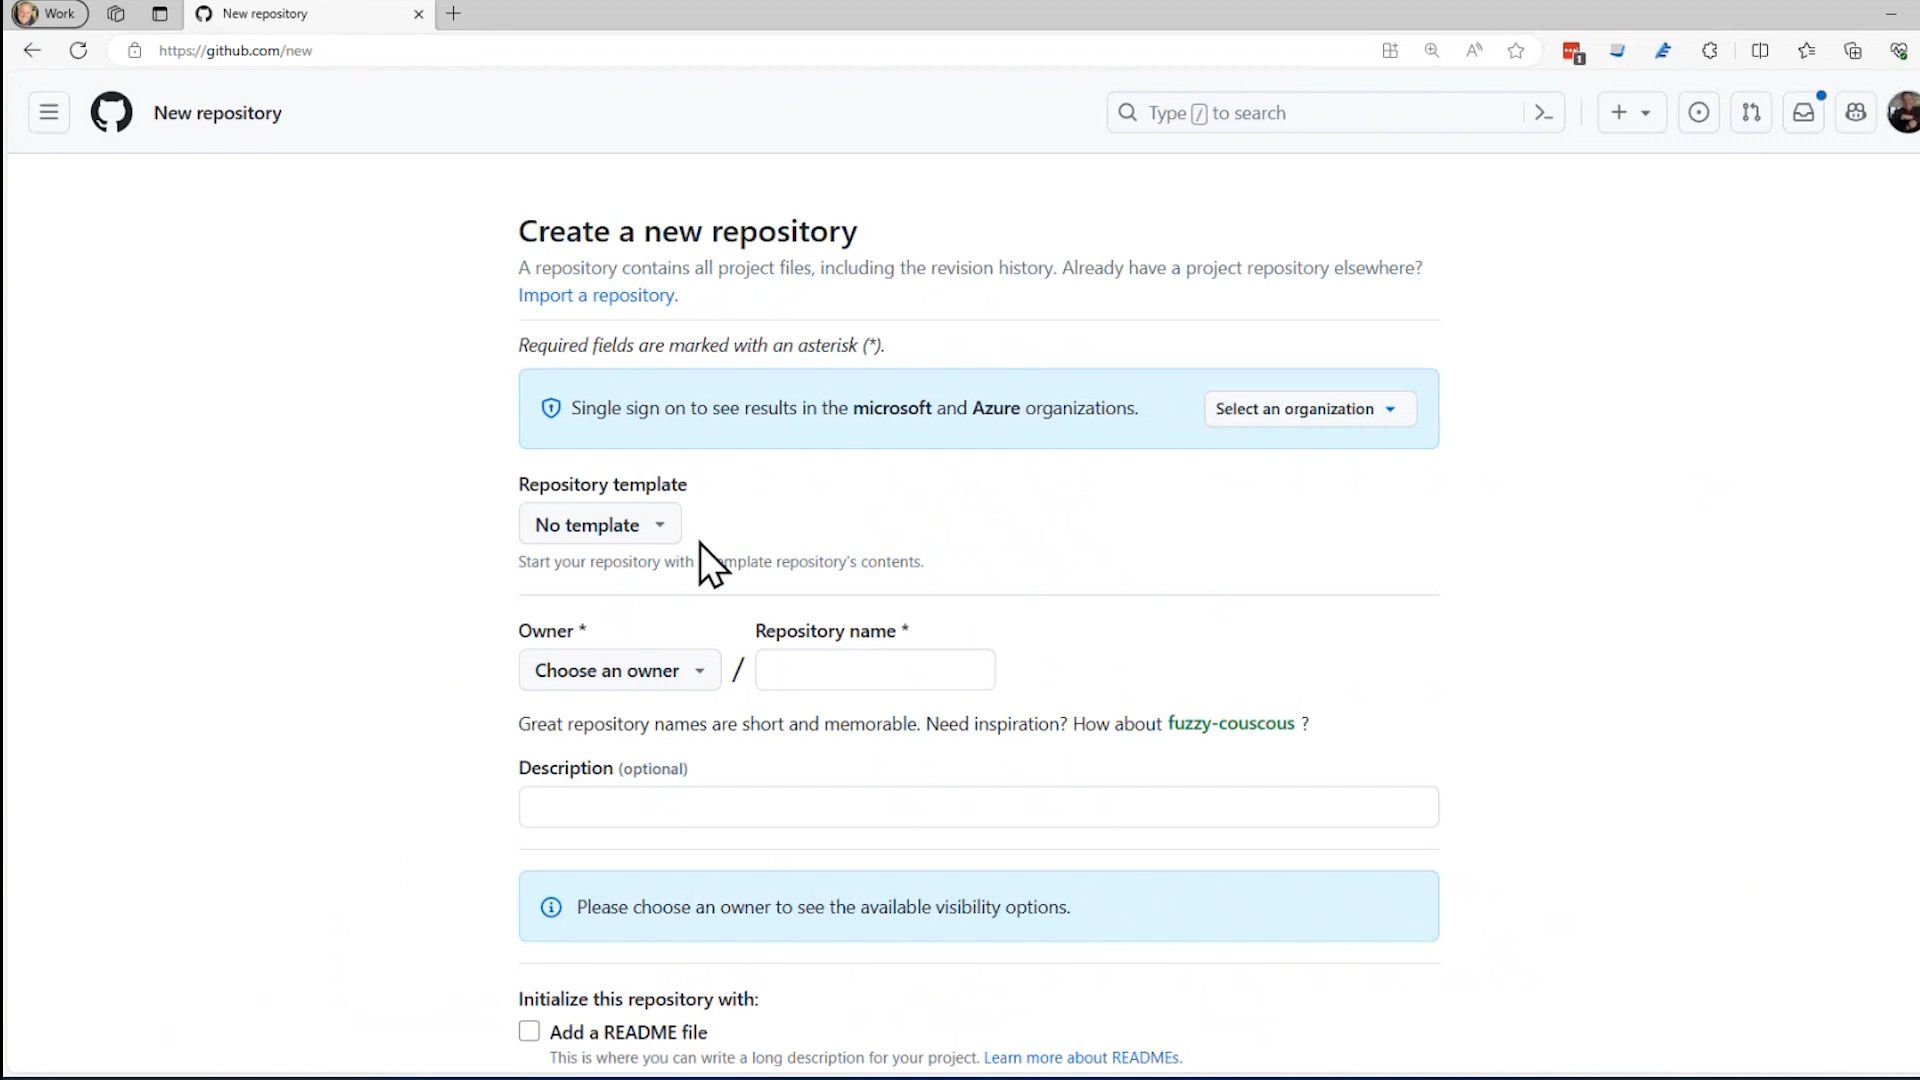 Work
New repository
https://github.com/new
1
New repository
Type / to search
Create a new repository
A repository contains all project files, including the revision history. Already have a project repository elsewhere?
Import a repository.
Required fields are marked with an asterisk (*).
Single sign on to see results in the microsoft and Azure organizations.
Select an organization
Repository template
No template
Start your repository with mplate repository's contents.
Owner *
Repository name *
Choose an owner
/
Great repository names are short and memorable. Need inspiration? How about fuzzy-couscous ?
Description (optional)
Please choose an owner to see the available visibility options.
Initialize this repository with:
Add a README file
This is where you can write a long description for your project. Learn more about READMEs.